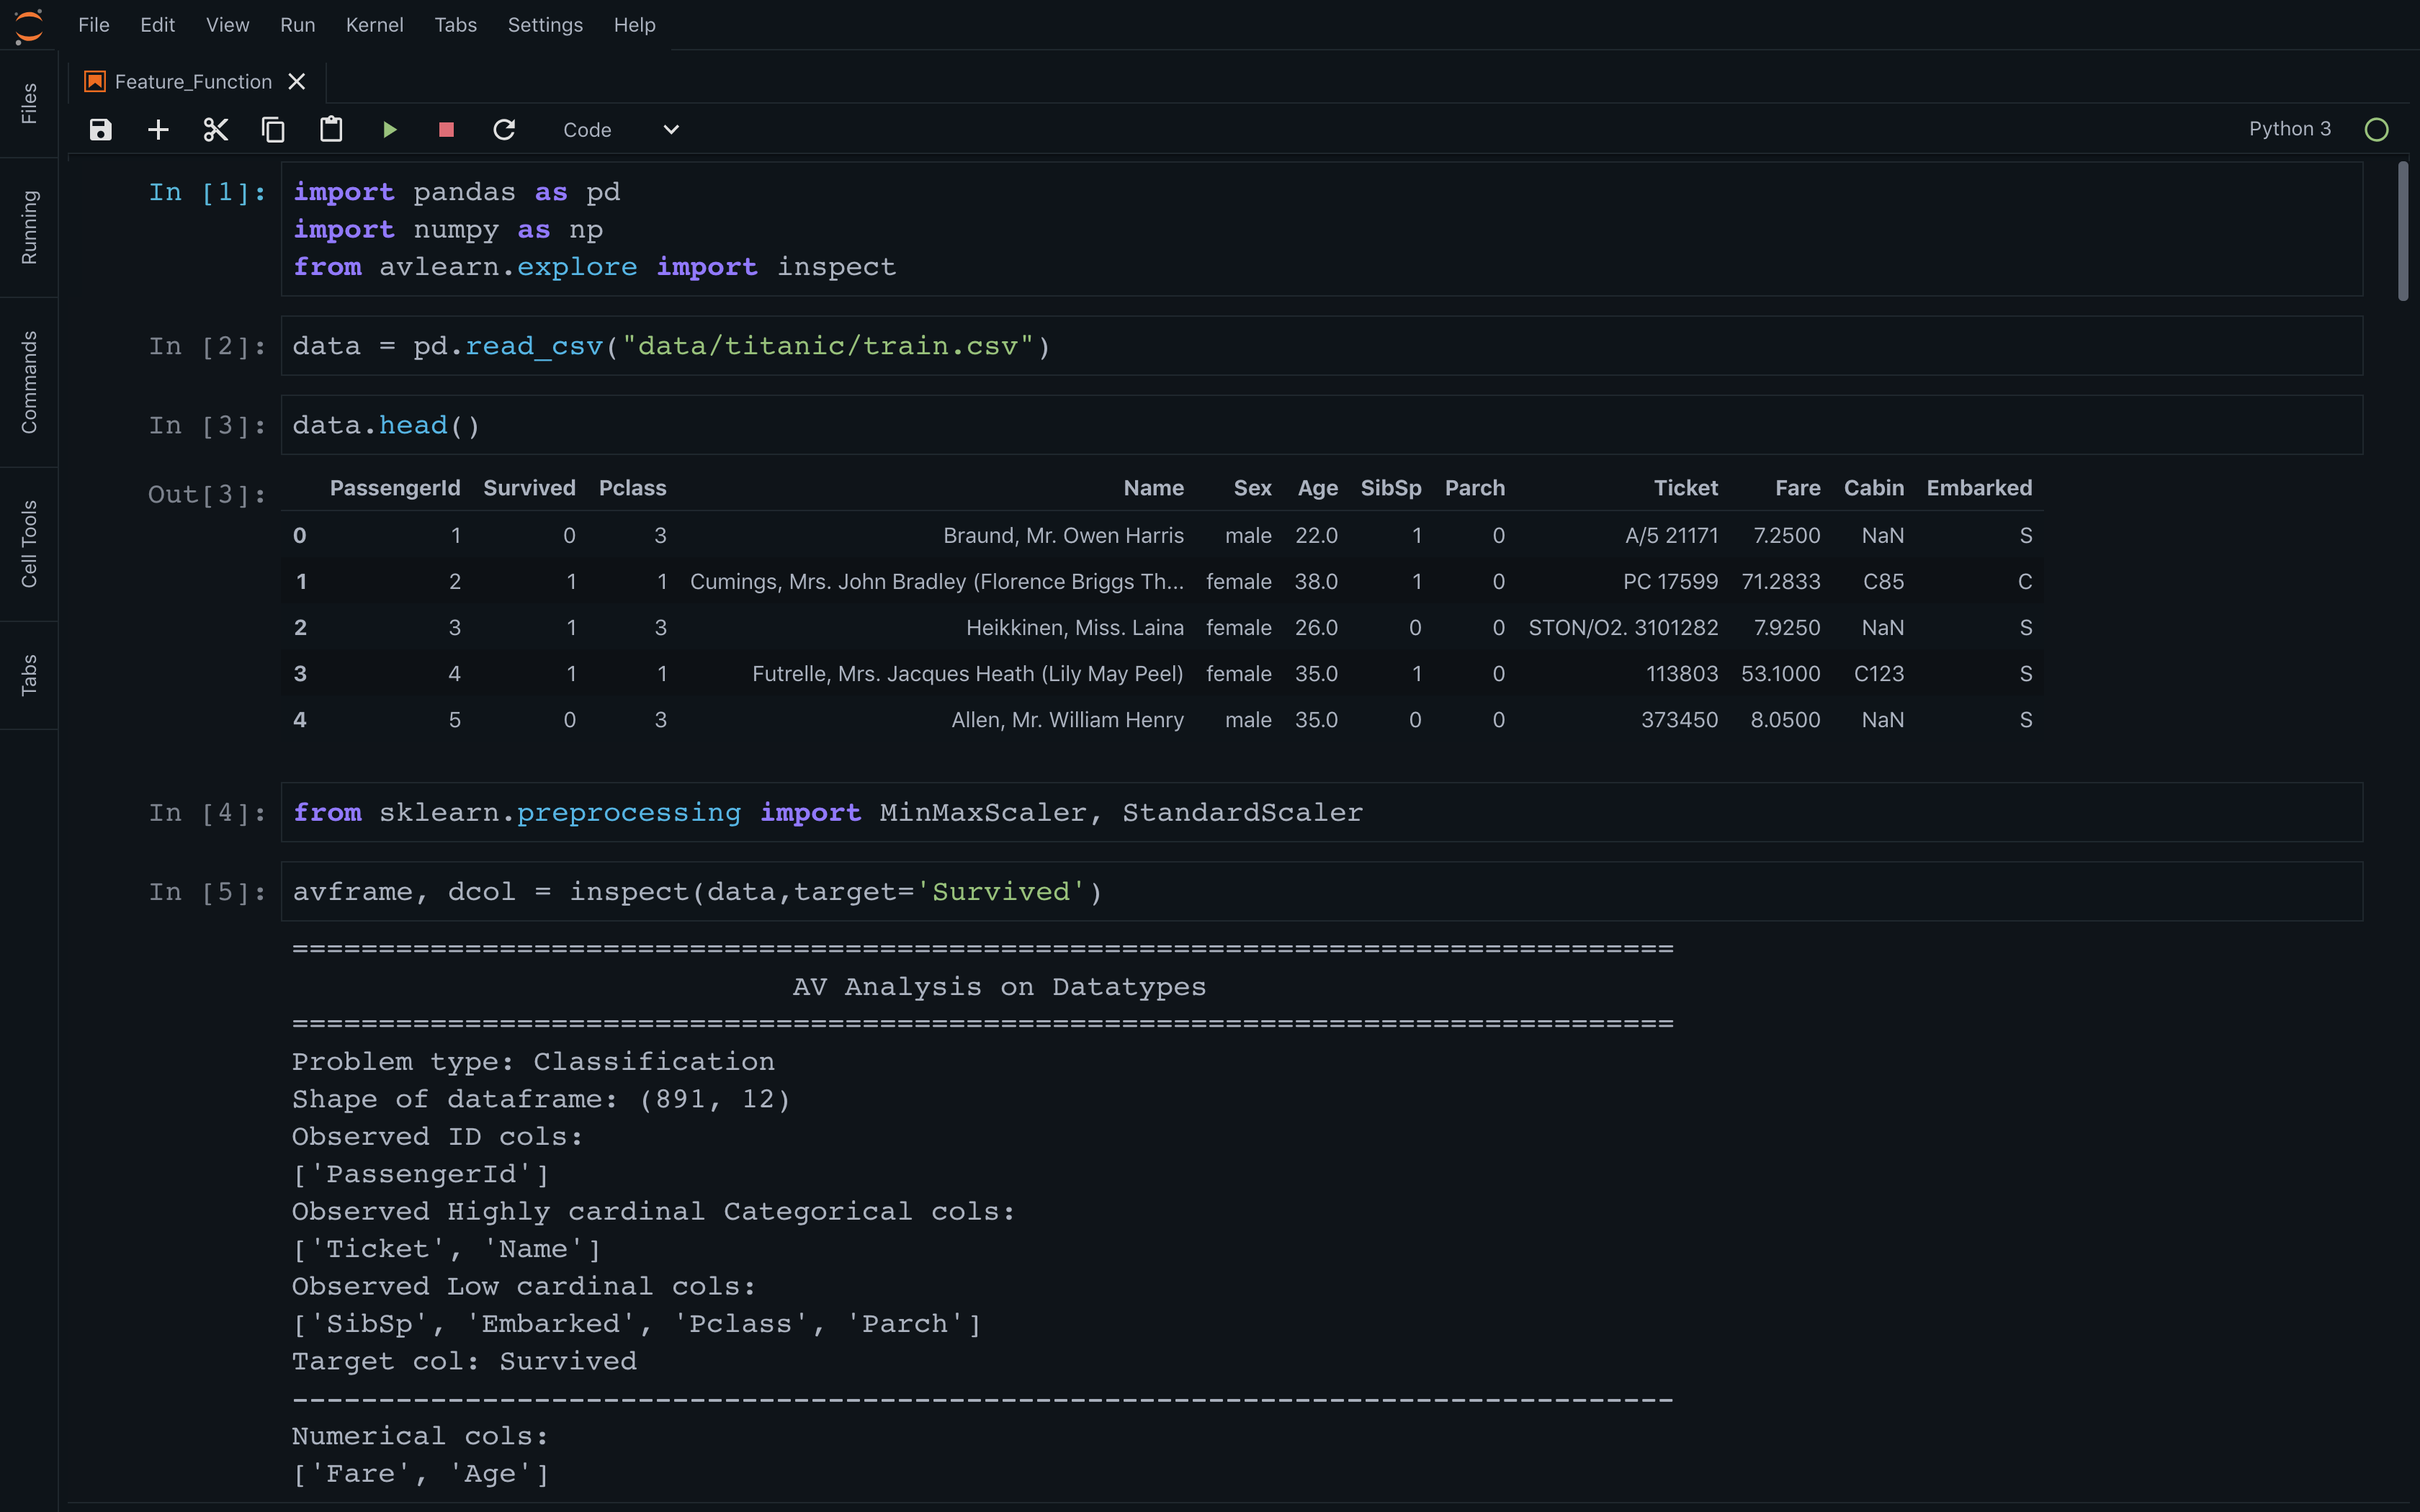 File Edit View Run Kernel Tabs Settings Help
Files
Running
Commands
Cell Tools
Tabs
Feature_Function
Code
Python 3
In [1]: import pandas as pd
import numpy as np
from avlearn.explore import inspect
In [2]: data = pd.read_csv("data/titanic/train.csv")
In [3]: data.head()
Out[3]: PassengerId Survived Pclass Name Sex Age SibSp Parch Ticket Fare Cabin Embarked
0 1 0 3 Braund, Mr. Owen Harris male 22.0 1 0 A/5 21171 7.2500 NaN S
1 2 1 1 Cumings, Mrs. John Bradley (Florence Briggs Th... female 38.0 1 0 PC 17599 71.2833 C85 C
2 3 1 3 Heikkinen, Miss. Laina female 26.0 0 0 STON/O2. 3101282 7.9250 NaN S
3 4 1 1 Futrelle, Mrs. Jacques Heath (Lily May Peel) female 35.0 1 0 113803 53.1000 C123 S
4 5 0 3 Allen, Mr. William Henry male 35.0 0 0 373450 8.0500 NaN S
In [4]: from sklearn.preprocessing import MinMaxScaler, StandardScaler
In [5]: avframe, dcol = inspect(data,target='Survived')
================================================================================
AV Analysis on Datatypes
================================================================================
Problem type: Classification
Shape of dataframe: (891, 12)
Observed ID cols:
['PassengerId']
Observed Highly cardinal Categorical cols:
['Ticket', 'Name']
Observed Low cardinal cols:
['SibSp', 'Embarked', 'Pclass', 'Parch']
Target col: Survived
--------------------------------------------------------------------------------
Numerical cols:
['Fare', 'Age']